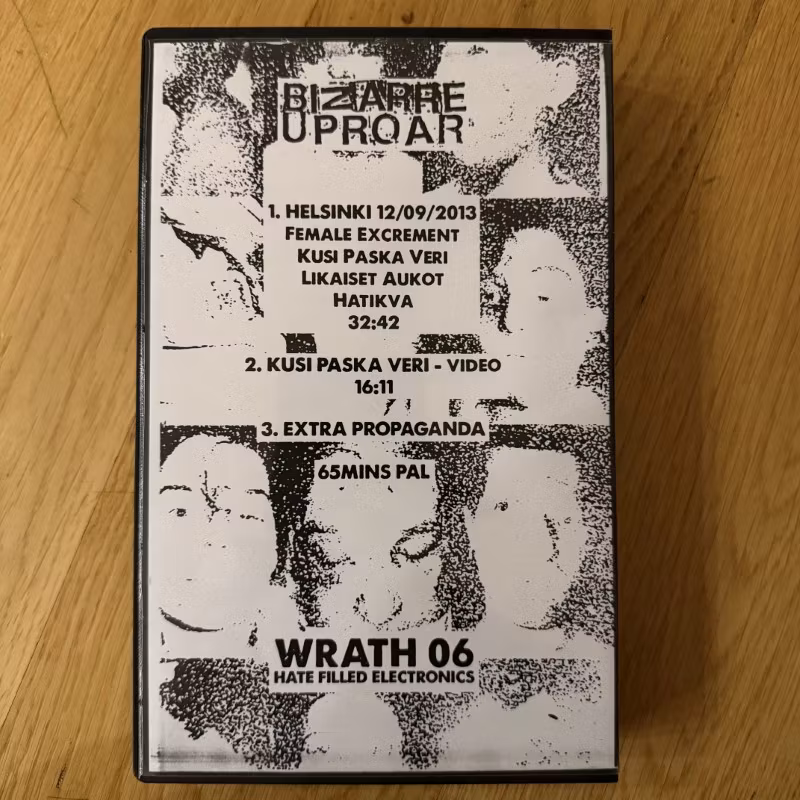 BIZARRE
UPROAR
1. HELSINKI 12/09/2013
FEMALE EXCREMENT
KUSI PASKA VERI
LIKAISET AUKOT
HATIKVA
32:42
2. KUSI PASKA VERI - VIDEO
16:11
3. EXTRA PROPAGANDA
65MINS PAL
WRATH 06
HATE FILLED ELECTRONICS